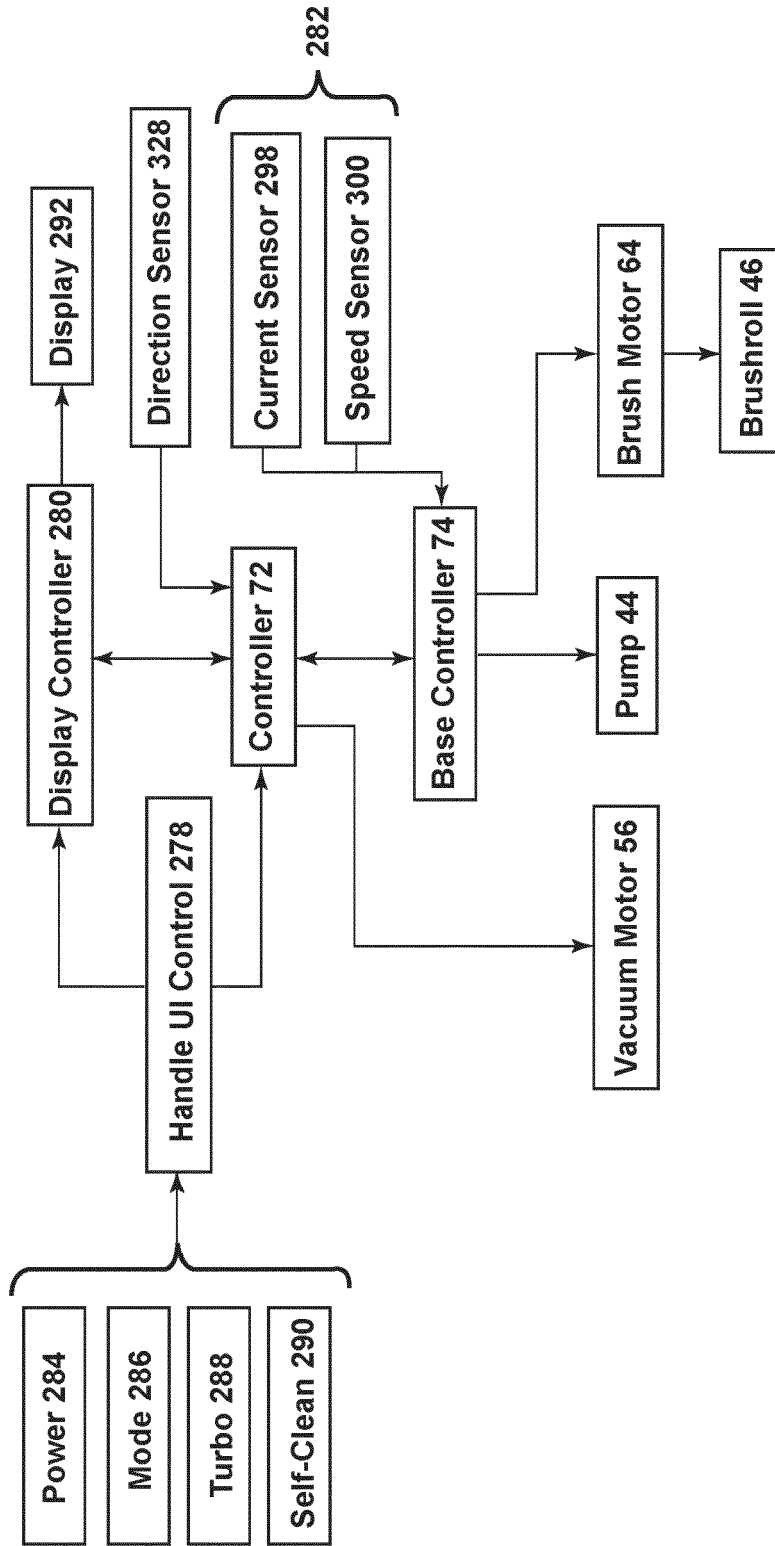 Power 284
Mode 286
Turbo 288
Self-Clean 290
Handle UI Control 278
Display Controller 280
Display 292
Controller 72
Direction Sensor 328
Current Sensor 298
Speed Sensor 300
282
Base Controller 74
Vacuum Motor 56
Pump 44
Brush Motor 64
Brushroll 46